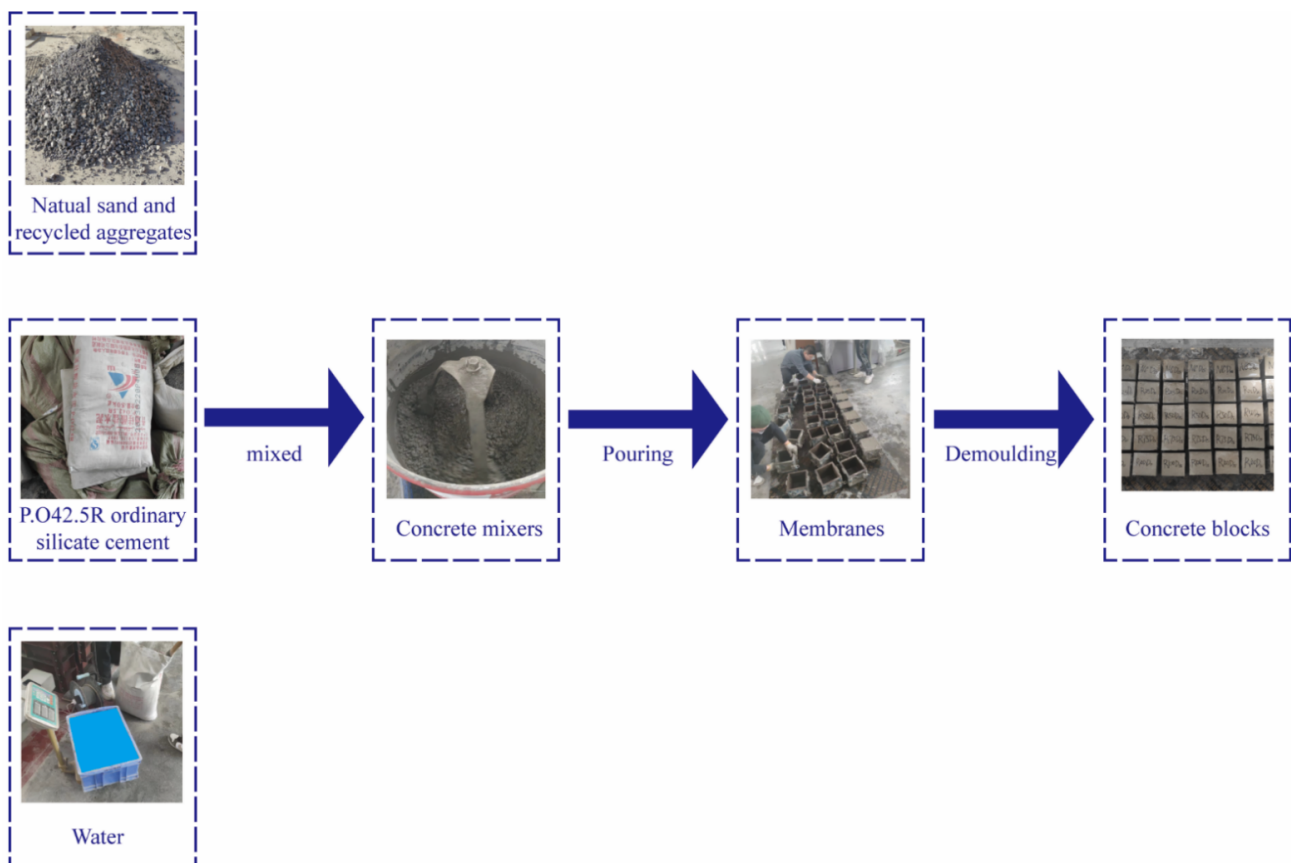 Natual sand and
recycled aggregates
P.O42.5R ordinary
silicate cement
mixed
Concrete mixers
Pouring
Membranes
Demoulding
Concrete blocks
Water